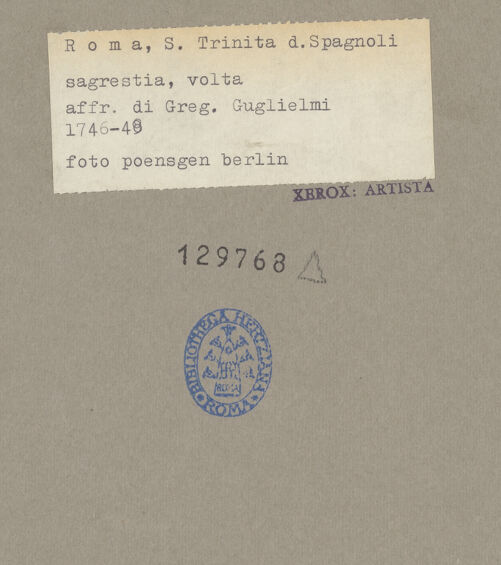 R o m a, S. Trinita d.Spagnoli
sagrestia, volta
affr. di Greg. Guglielmi
1746-48
foto poensgen berlin
XEROX: ARTISTA
129768
BIBLIOTHECA HERTZIANA
ROMA